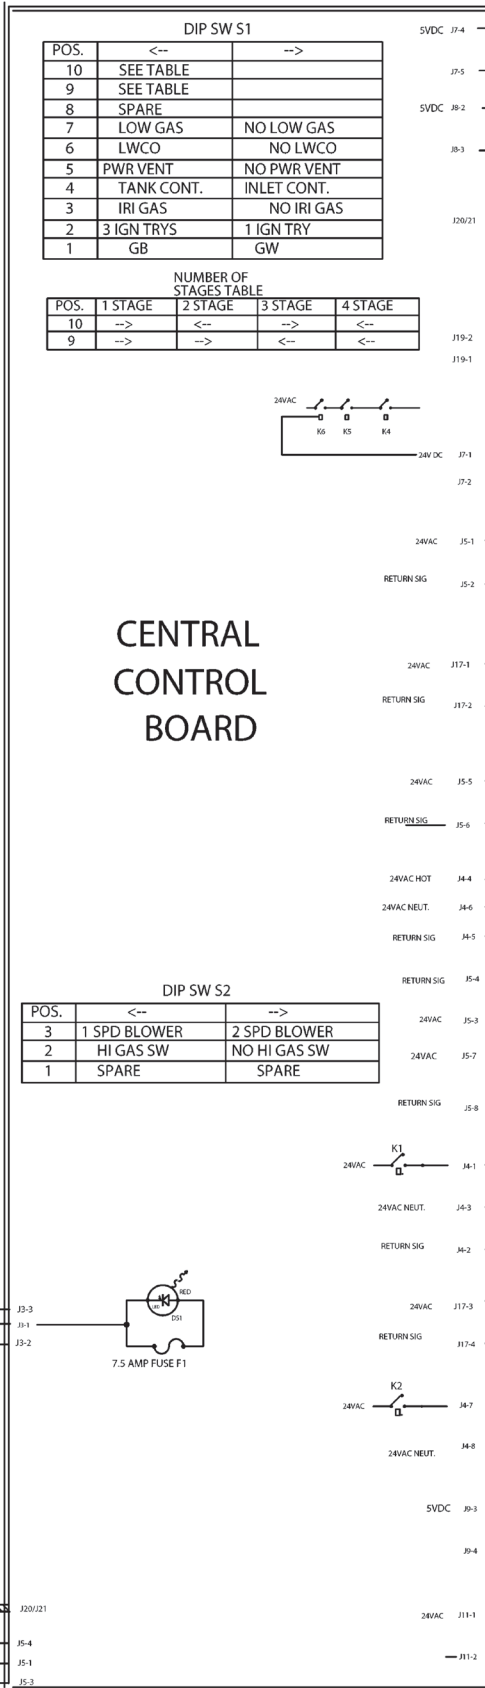 DIP SW S1
POS. <-- -->
10 SEE TABLE
9 SEE TABLE
8 SPARE
7 LOW GAS NO LOW GAS
6 LWCO NO LWCO
5 PWR VENT NO PWR VENT
4 TANK CONT. INLET CONT.
3 IRI GAS NO IRI GAS
2 3 IGN TRYS 1 IGN TRY
1 GB GW
NUMBER OF
STAGES TABLE
POS. 1 STAGE 2 STAGE 3 STAGE 4 STAGE
10 --> <-- --> <--
9 --> --> <-- <--
5VDC J7-4
J7-5
5VDC J8-2
J8-3
J20/21
J19-2
J19-1
24VAC
K6 K5 K4
24V DC J7-1
J7-2
24VAC J5-1
RETURN SIG J5-2
CENTRAL
CONTROL
BOARD
24VAC J17-1
RETURN SIG J17-2
24VAC J5-5
RETURN SIG J5-6
24VAC HOT J4-4
24VAC NEUT. J4-6
RETURN SIG J4-5
RETURN SIG J5-4
24VAC J5-3
24VAC J5-7
RETURN SIG J5-8
DIP SW S2
POS. <-- -->
3 1 SPD BLOWER 2 SPD BLOWER
2 HI GAS SW NO HI GAS SW
1 SPARE SPARE
K1
24VAC J4-1
24VAC NEUT. J4-3
RETURN SIG J4-2
24VAC J17-3
RETURN SIG J17-4
J3-3
J3-1
J3-2
RED
LED
DS1
7.5 AMP FUSE F1
K2
24VAC J4-7
24VAC NEUT. J4-8
5VDC J9-3
J9-4
24VAC J11-1
J11-2
J20/J21
J5-4
J5-1
J5-3